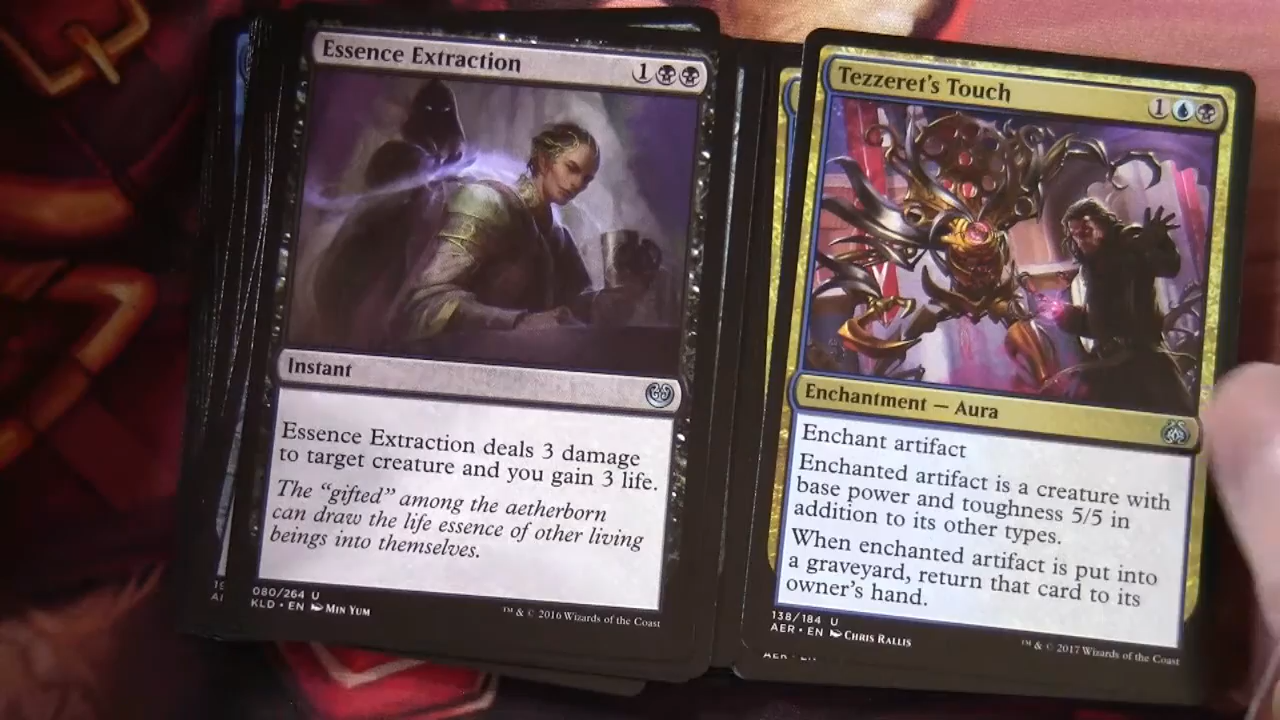 Essence Extraction
1
Instant
Essence Extraction deals 3 damage
to target creature and you gain 3 life.
The “gifted” among the aetherborn
can draw the life essence of other living
beings into themselves.
080/264 U
KLD • EN Min Yum
™ & © 2016 Wizards of the Coast
Tezzeret's Touch
1
Enchantment — Aura
Enchant artifact
Enchanted artifact is a creature with
base power and toughness 5/5 in
addition to its other types.
When enchanted artifact is put into
a graveyard, return that card to its
owner's hand.
138/184 U
AER • EN Chris Rallis
™ & © 2017 Wizards of the Coast